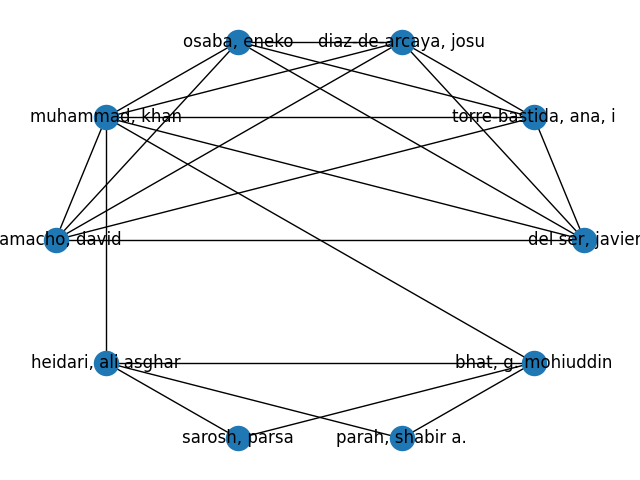 osaba, eneko
diaz-de-arcaya, josu
muhammad, khan
torre-bastida, ana, i
amacho, david
del ser, javier
heidari, ali asghar
bhat, g. mohiuddin
sarosh, parsa
parah, shabir a.